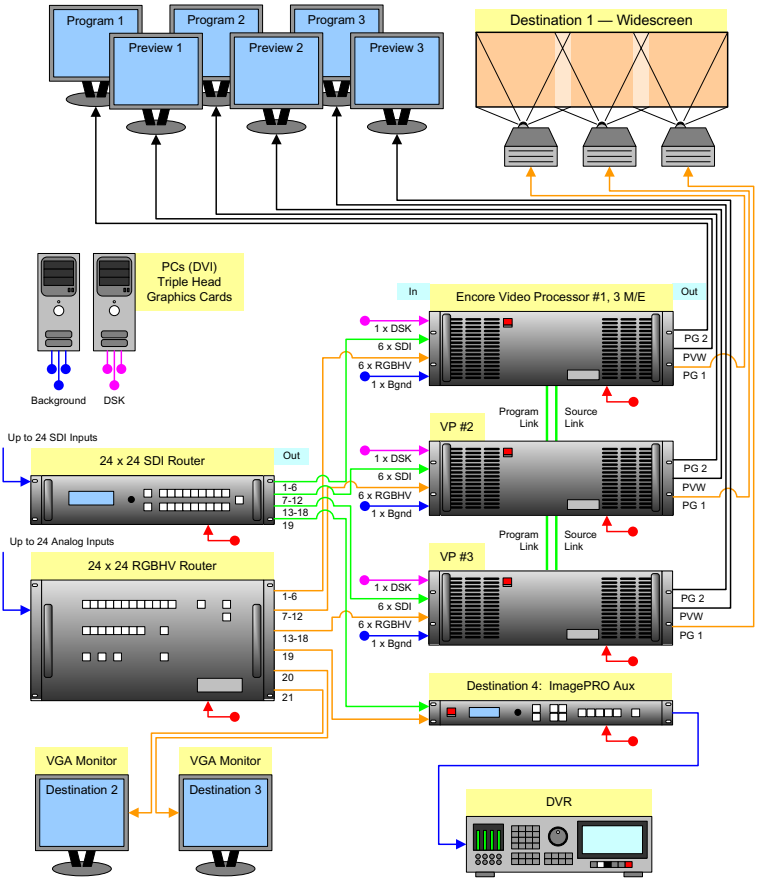 Program 1
Program 2
Program 3
Preview 1
Preview 2
Preview 3
Destination 1 — Widescreen
PCs (DVI)
Triple Head
Graphics Cards
Background
DSK
In
Encore Video Processor #1, 3 M/E
Out
1 x DSK
6 x SDI
6 x RGBHV
1 x Bgnd
PG 2
PVW
PG 1
Program
Link
Source
Link
Up to 24 SDI Inputs
24 x 24 SDI Router
Out
1-6
7-12
13-18
19
VP #2
1 x DSK
6 x SDI
6 x RGBHV
1 x Bgnd
PG 2
PVW
PG 1
Program
Link
Source
Link
Up to 24 Analog Inputs
24 x 24 RGBHV Router
1-6
7-12
13-18
19
20
21
VP #3
1 x DSK
6 x SDI
6 x RGBHV
1 x Bgnd
PG 2
PVW
PG 1
Destination 4: ImagePRO Aux
VGA Monitor
Destination 2
VGA Monitor
Destination 3
DVR